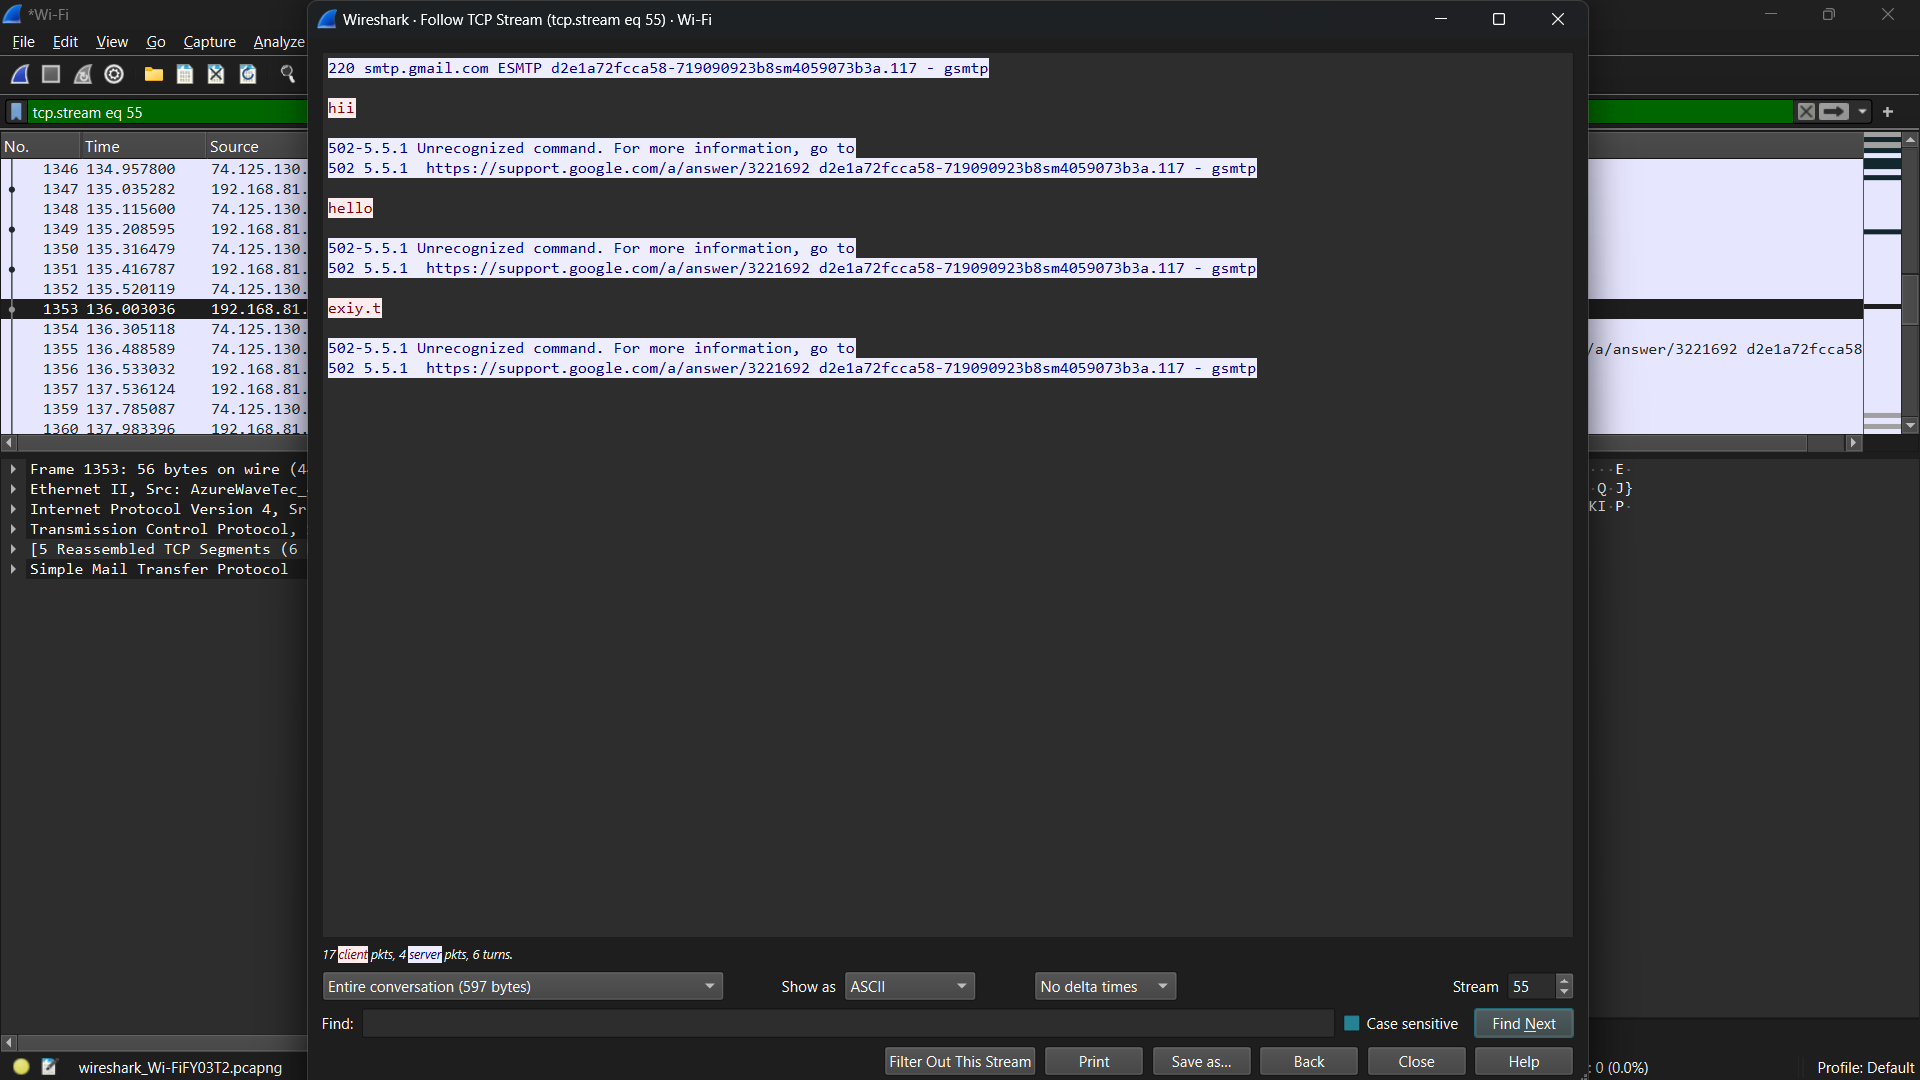 *Wi-Fi
File Edit View Go Capture Analyze
tcp.stream eq 55
No. Time Source
1346 134.957800 74.125.130.
1347 135.035282 192.168.81.
1348 135.115600 74.125.130.
1349 135.208595 192.168.81.
1350 135.316479 74.125.130.
1351 135.416787 192.168.81.
1352 135.520119 74.125.130.
1353 136.003036 192.168.81.
1354 136.305118 74.125.130.
1355 136.488589 74.125.130.
1356 136.533032 192.168.81.
1357 137.536124 192.168.81.
1359 137.785087 74.125.130.
1360 137.983396 192.168.81.
/a/answer/3221692 d2e1a72fcca58
Frame 1353: 56 bytes on wire (4
Ethernet II, Src: AzureWaveTec_
Internet Protocol Version 4, Sr
Transmission Control Protocol,
[5 Reassembled TCP Segments (6
Simple Mail Transfer Protocol
···E·
·Q·J}
KI·P·
Wireshark · Follow TCP Stream (tcp.stream eq 55) · Wi-Fi
220 smtp.gmail.com ESMTP d2e1a72fcca58-719090923b8sm4059073b3a.117 - gsmtp
hii
502-5.5.1 Unrecognized command. For more information, go to
502 5.5.1  https://support.google.com/a/answer/3221692 d2e1a72fcca58-719090923b8sm4059073b3a.117 - gsmtp
hello
502-5.5.1 Unrecognized command. For more information, go to
502 5.5.1  https://support.google.com/a/answer/3221692 d2e1a72fcca58-719090923b8sm4059073b3a.117 - gsmtp
exiy.t
502-5.5.1 Unrecognized command. For more information, go to
502 5.5.1  https://support.google.com/a/answer/3221692 d2e1a72fcca58-719090923b8sm4059073b3a.117 - gsmtp
17 client pkts, 4 server pkts, 6 turns.
Entire conversation (597 bytes) Show as ASCII No delta times Stream 55
Find: Case sensitive Find Next
Filter Out This Stream Print Save as... Back Close Help
wireshark_Wi-FiFY03T2.pcapng : 0 (0.0%) Profile: Default